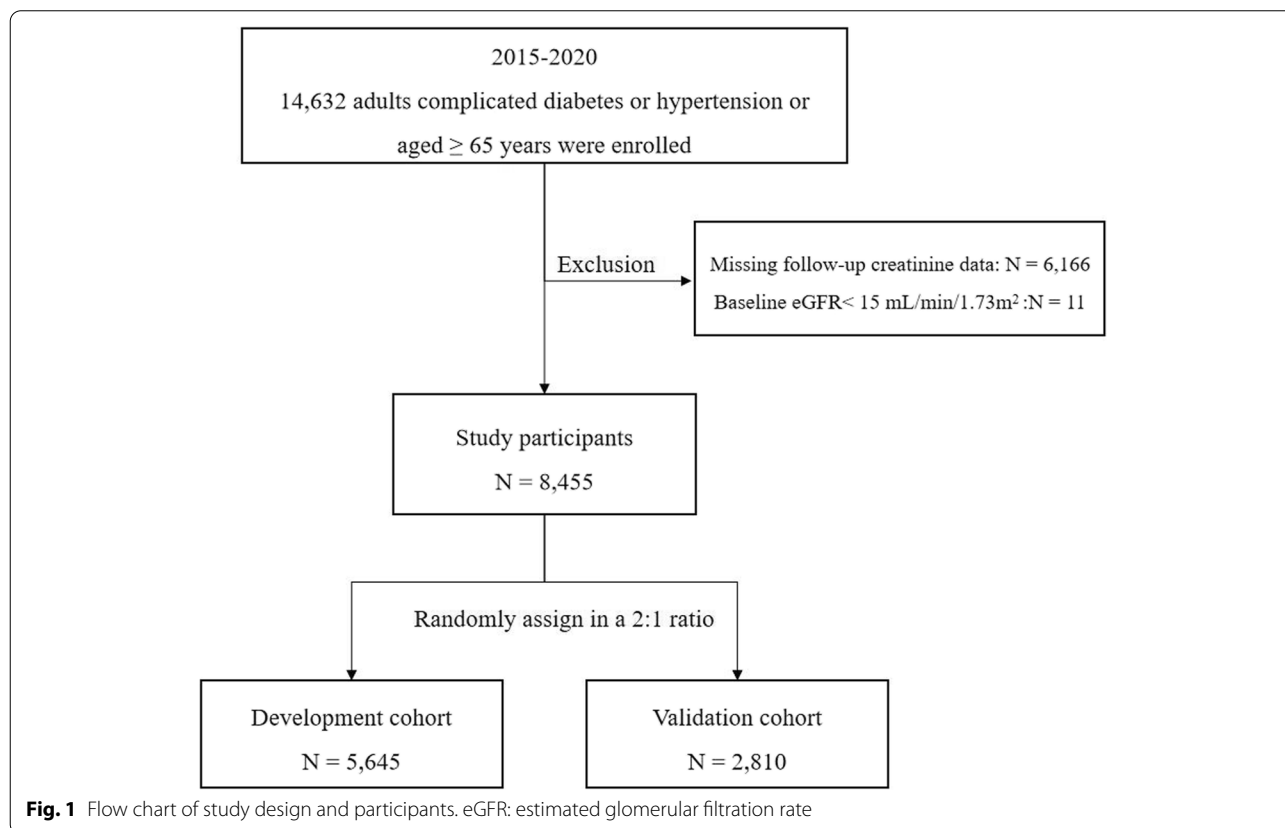 2015-2020
14,632 adults complicated diabetes or hypertension or
aged ≥ 65 years were enrolled
Exclusion
Missing follow-up creatinine data: N = 6,166
Baseline eGFR< 15 mL/min/1.73m² :N = 11
Study participants
N = 8,455
Randomly assign in a 2:1 ratio
Development cohort
N = 5,645
Validation cohort
N = 2,810
Fig. 1 Flow chart of study design and participants. eGFR: estimated glomerular filtration rate